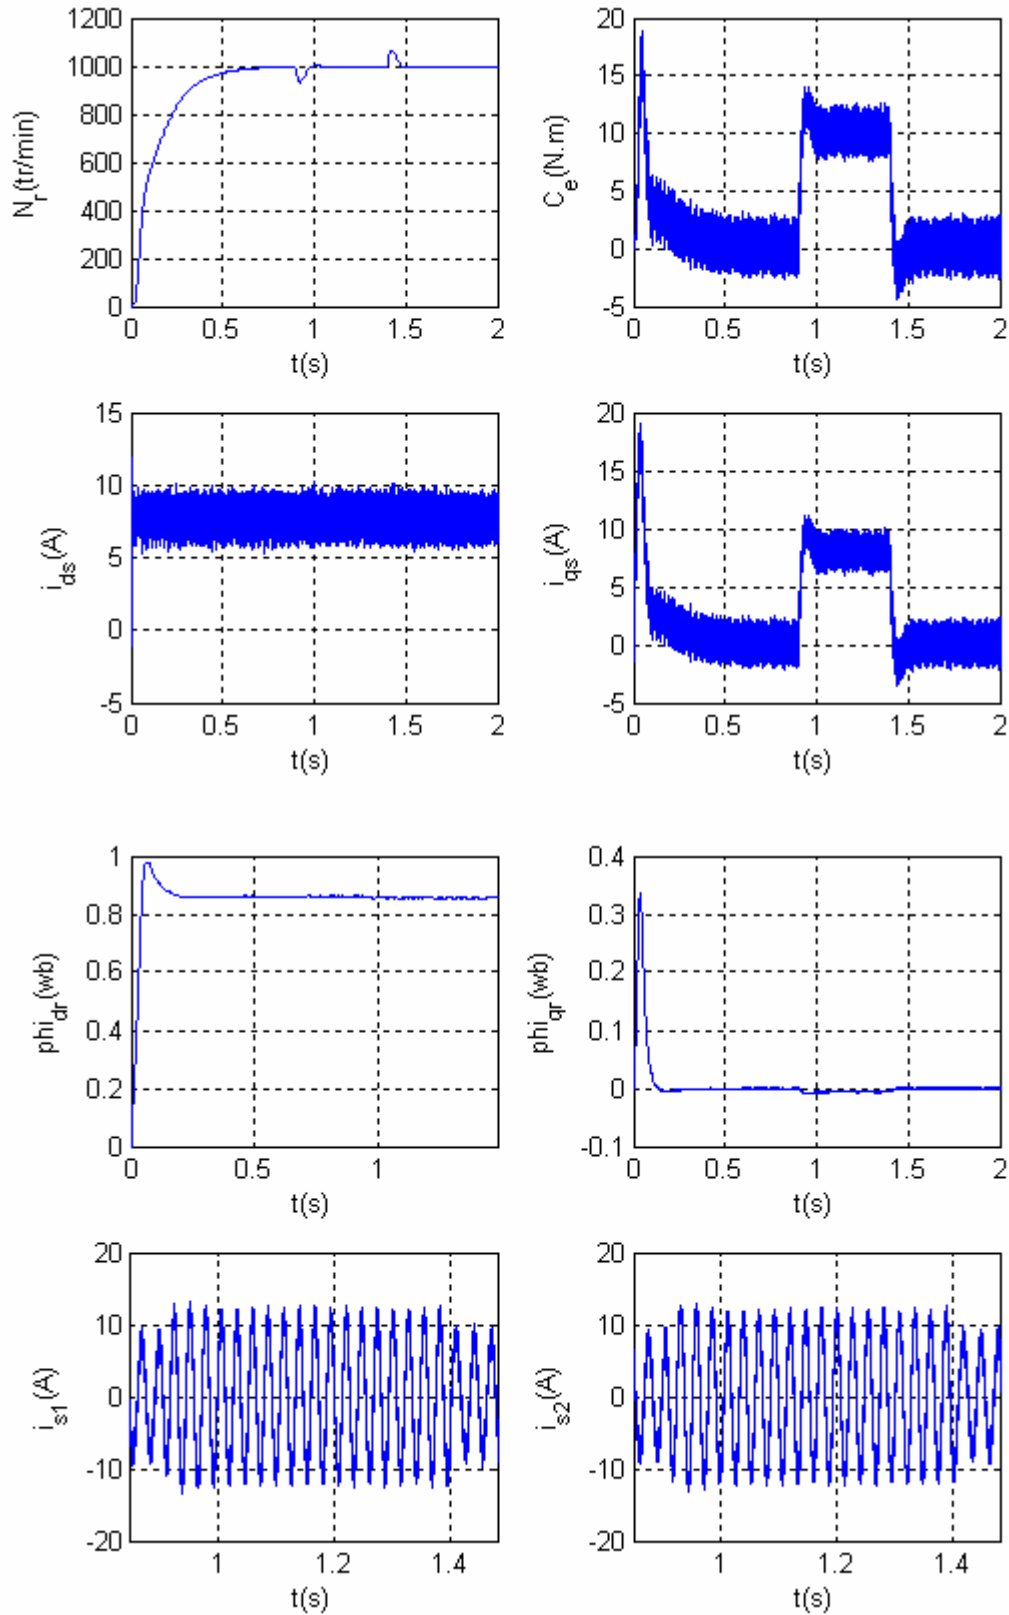 1200
1000
800
600
400
200
0
N_r(tr/min)
0 0.5 1 1.5 2
t(s)
20
15
10
5
0
-5
C_e(N.m)
0 0.5 1 1.5 2
t(s)
15
10
5
0
-5
i_ds(A)
0 0.5 1 1.5 2
t(s)
20
15
10
5
0
-5
i_qs(A)
0 0.5 1 1.5 2
t(s)
1
0.8
0.6
0.4
0.2
0
phi_dr(wb)
0 0.5 1
t(s)
0.4
0.3
0.2
0.1
0
-0.1
phi_qr(wb)
0 0.5 1 1.5 2
t(s)
20
10
0
-10
-20
i_s1(A)
1 1.2 1.4
t(s)
20
10
0
-10
-20
i_s2(A)
1 1.2 1.4
t(s)